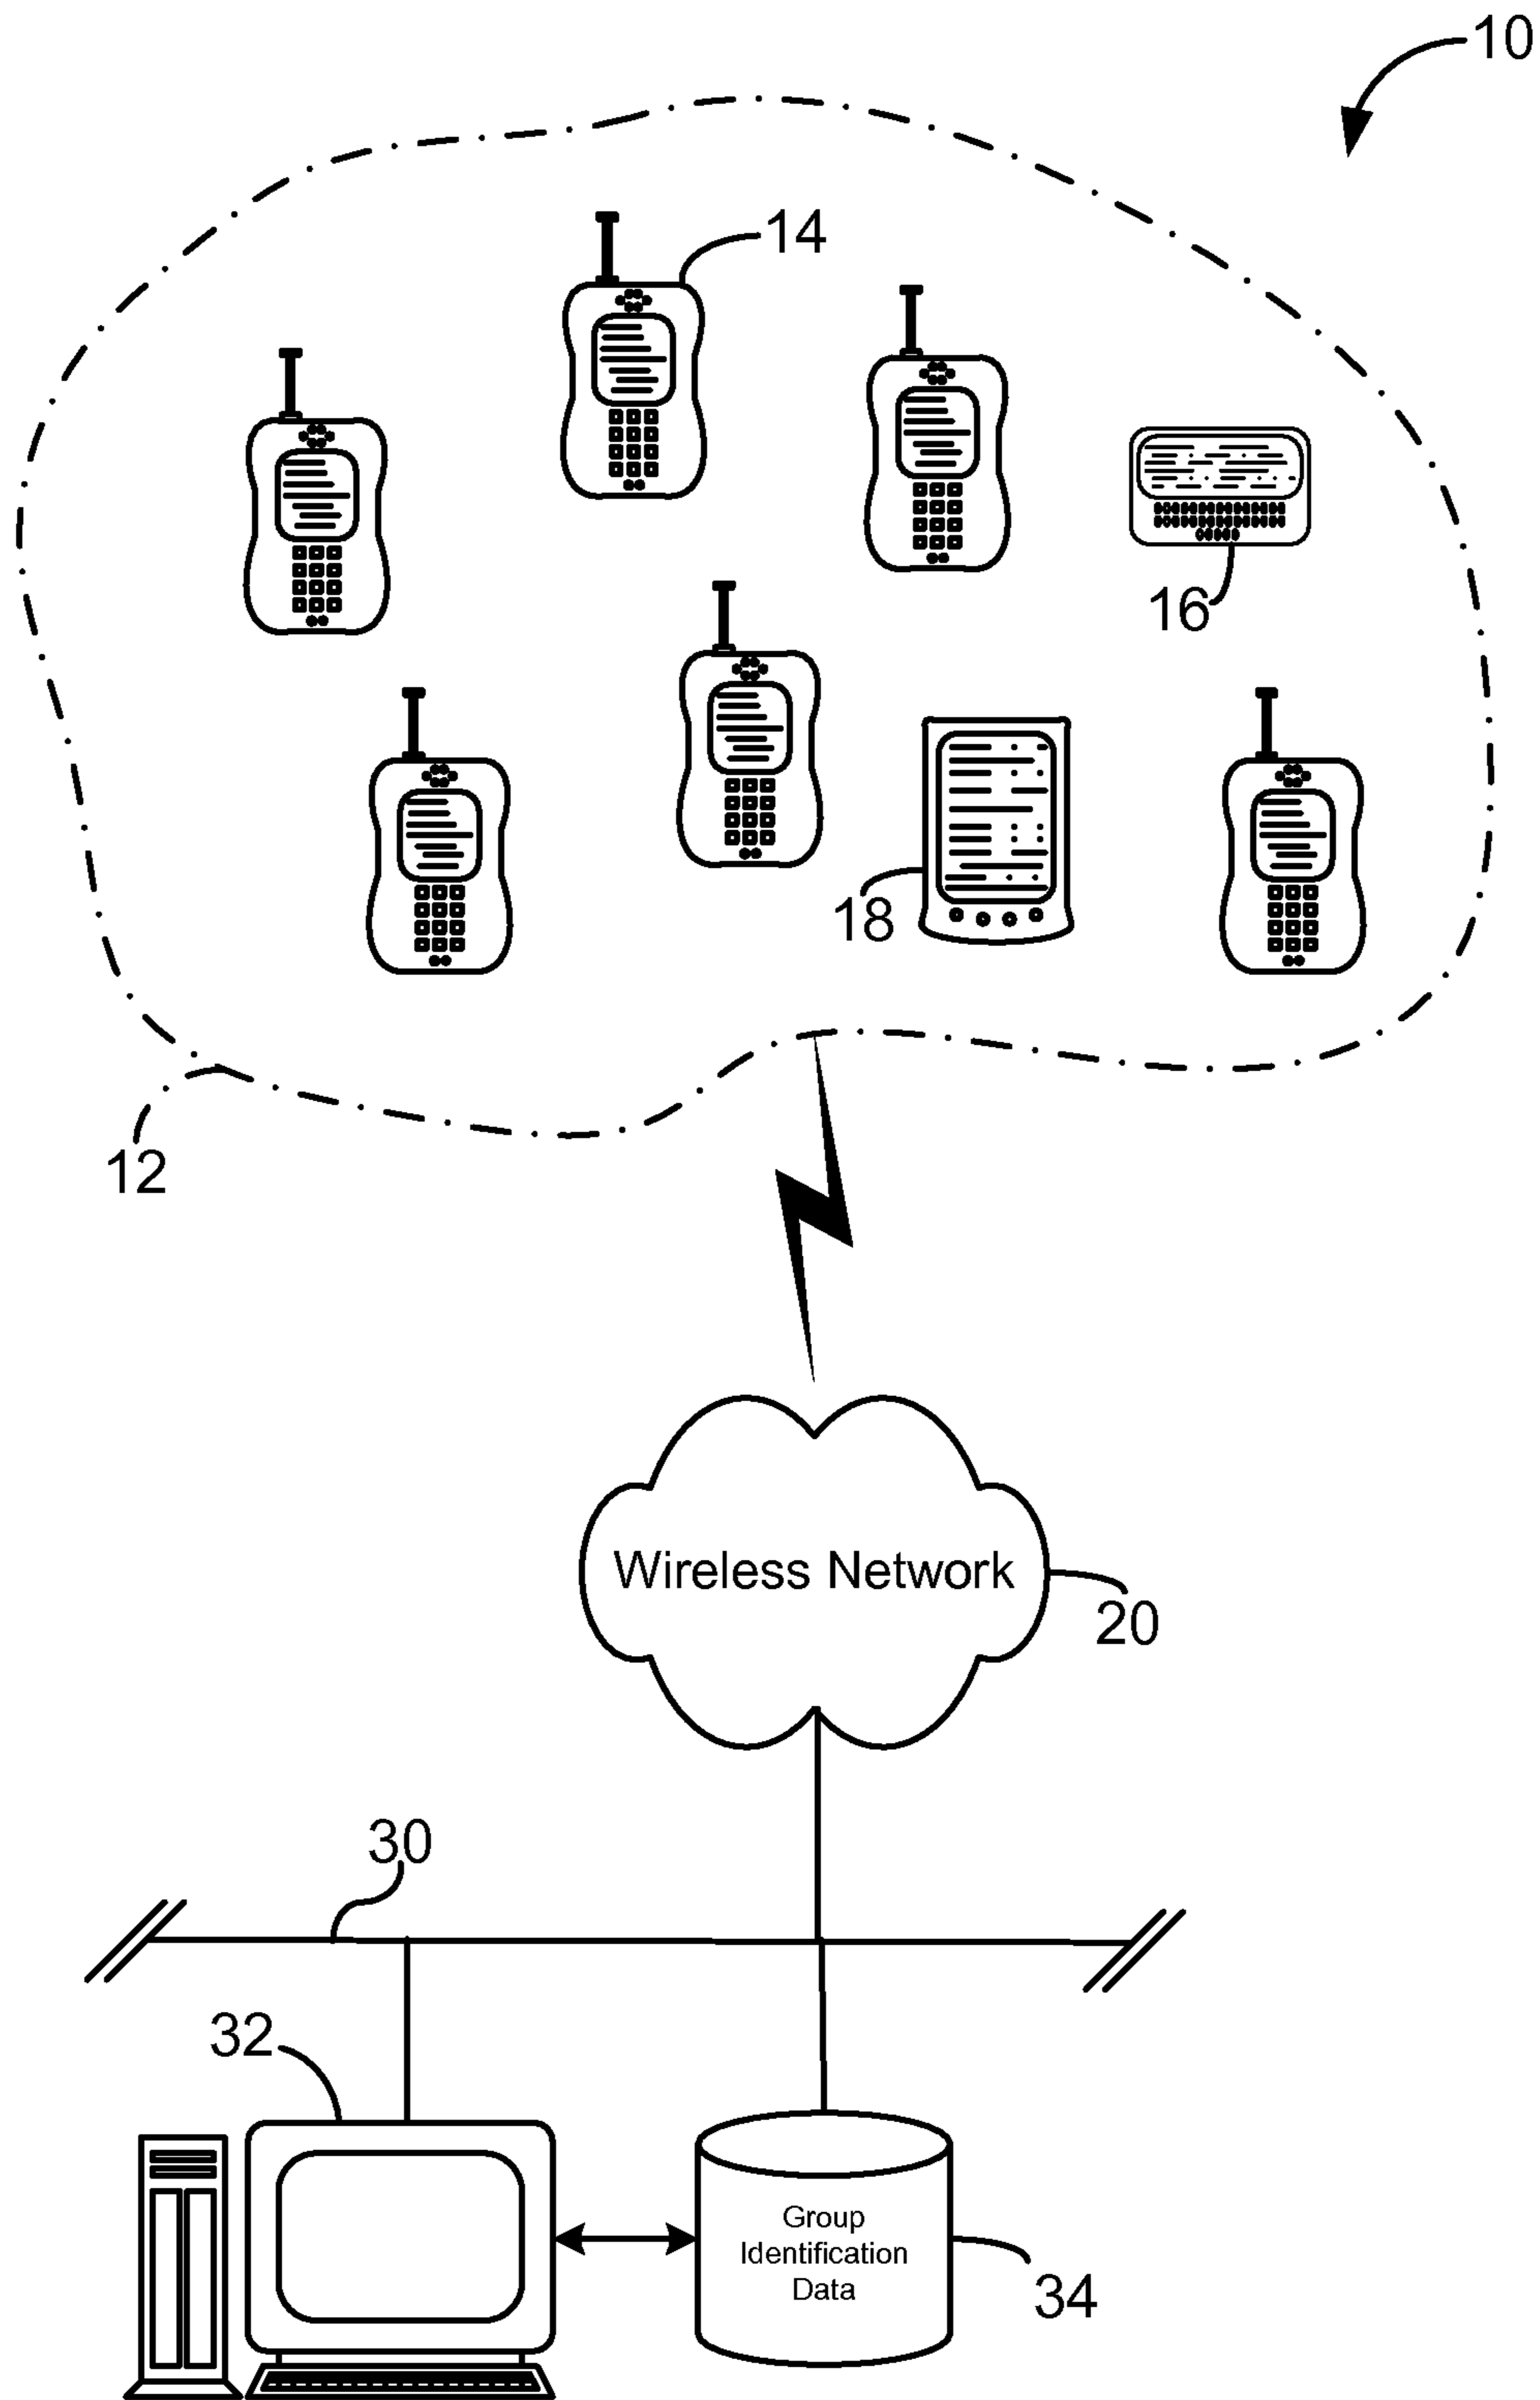 10
14
16
18
12
Wireless Network
20
30
32
Group
Identification
Data
34